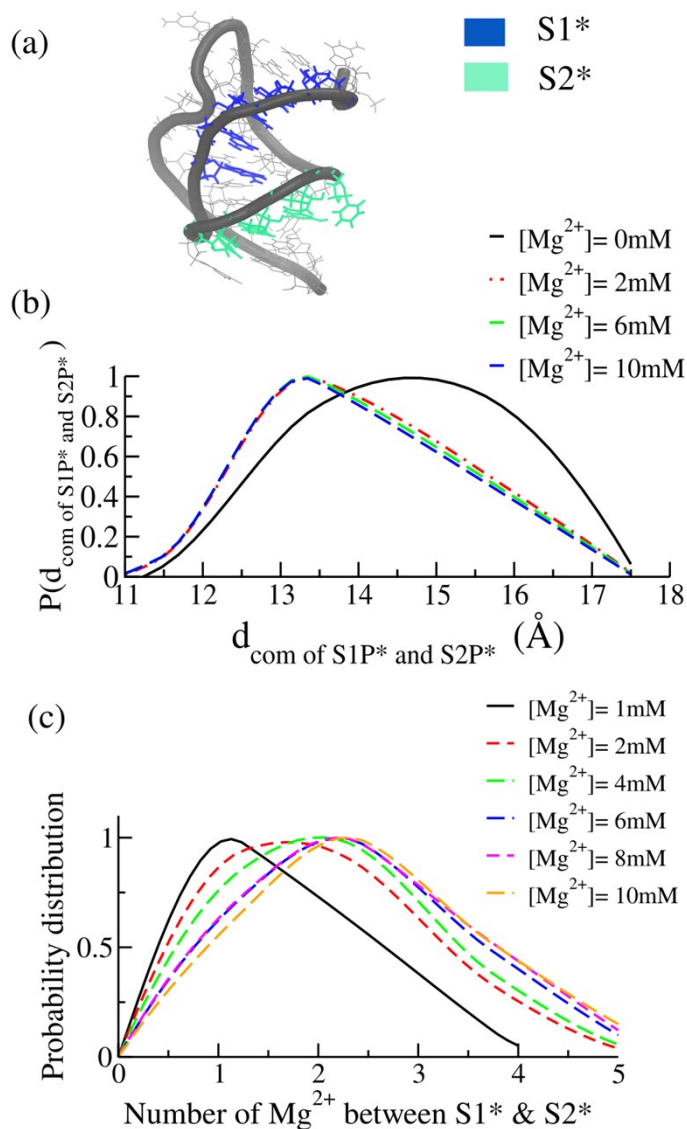 (a)
S1*
S2*
[Mg²⁺]= 0mM
[Mg²⁺]= 2mM
[Mg²⁺]= 6mM
[Mg²⁺]= 10mM
(b)
P(d_com of S1P* and S2P*)
1
0.8
0.6
0.4
0.2
0
11 12 13 14 15 16 17 18
d_com of S1P* and S2P* (Å)
(c)
[Mg²⁺]= 1mM
[Mg²⁺]= 2mM
[Mg²⁺]= 4mM
[Mg²⁺]= 6mM
[Mg²⁺]= 8mM
[Mg²⁺]= 10mM
Probability distribution
1
0.5
0
0 1 2 3 4 5
Number of Mg²⁺ between S1* & S2*